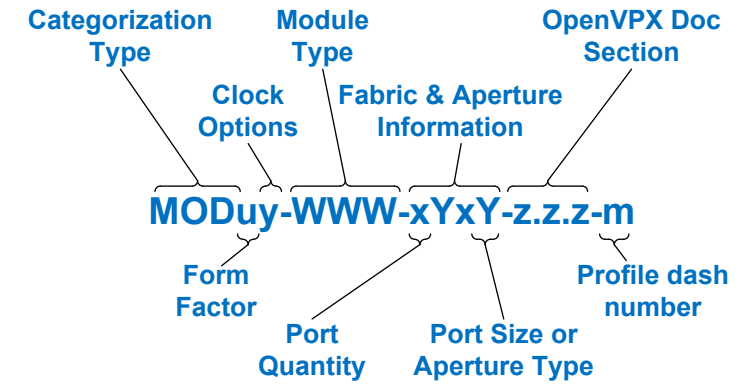 Categorization
Type
Module
Type
OpenVPX Doc
Section
Clock
Options
Fabric & Aperture
Information
MODuy-WWW-xYxY-z.z.z-m
Form
Factor
Profile dash
number
Port
Quantity
Port Size or
Aperture Type